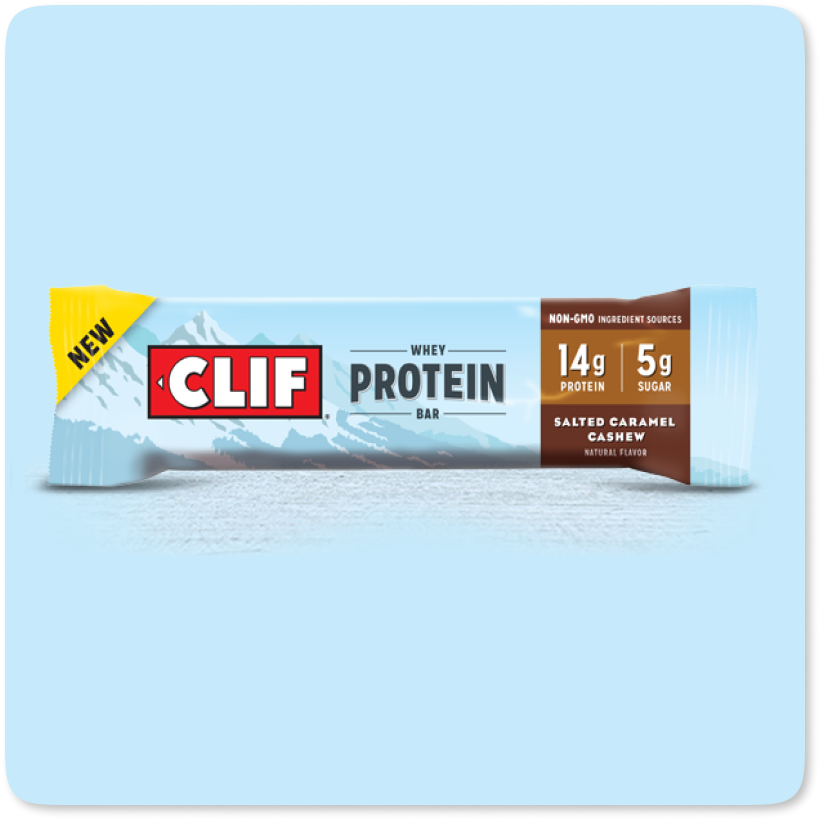 NEW
CLIF®
WHEY
PROTEIN
BAR
NON-GMO INGREDIENT SOURCES
14g
PROTEIN
5g
SUGAR
SALTED CARAMEL
CASHEW
NATURAL FLAVOR